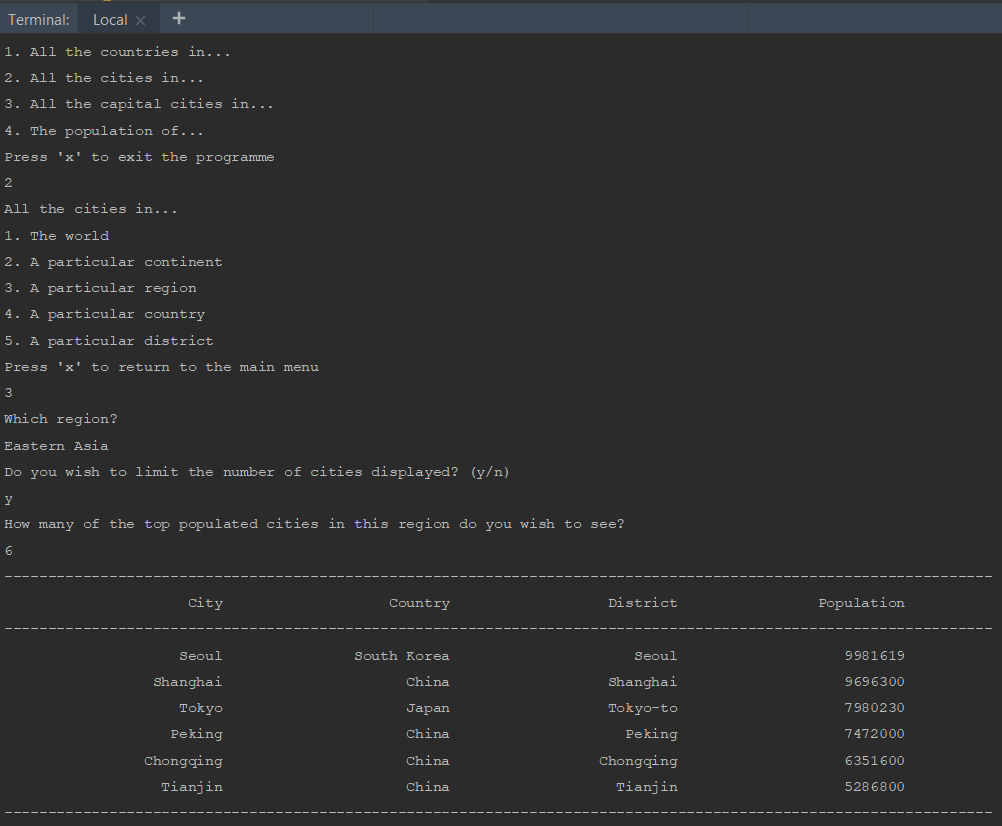 Terminal: Local × +
1. All the countries in...
2. All the cities in...
3. All the capital cities in...
4. The population of...
Press 'x' to exit the programme
2
All the cities in...
1. The world
2. A particular continent
3. A particular region
4. A particular country
5. A particular district
Press 'x' to return to the main menu
3
Which region?
Eastern Asia
Do you wish to limit the number of cities displayed? (y/n)
y
How many of the top populated cities in this region do you wish to see?
6
------------------------------------------------------------------------------------------------------------------
City Country District Population
------------------------------------------------------------------------------------------------------------------
Seoul South Korea Seoul 9981619
Shanghai China Shanghai 9696300
Tokyo Japan Tokyo-to 7980230
Peking China Peking 7472000
Chongqing China Chongqing 6351600
Tianjin China Tianjin 5286800
------------------------------------------------------------------------------------------------------------------